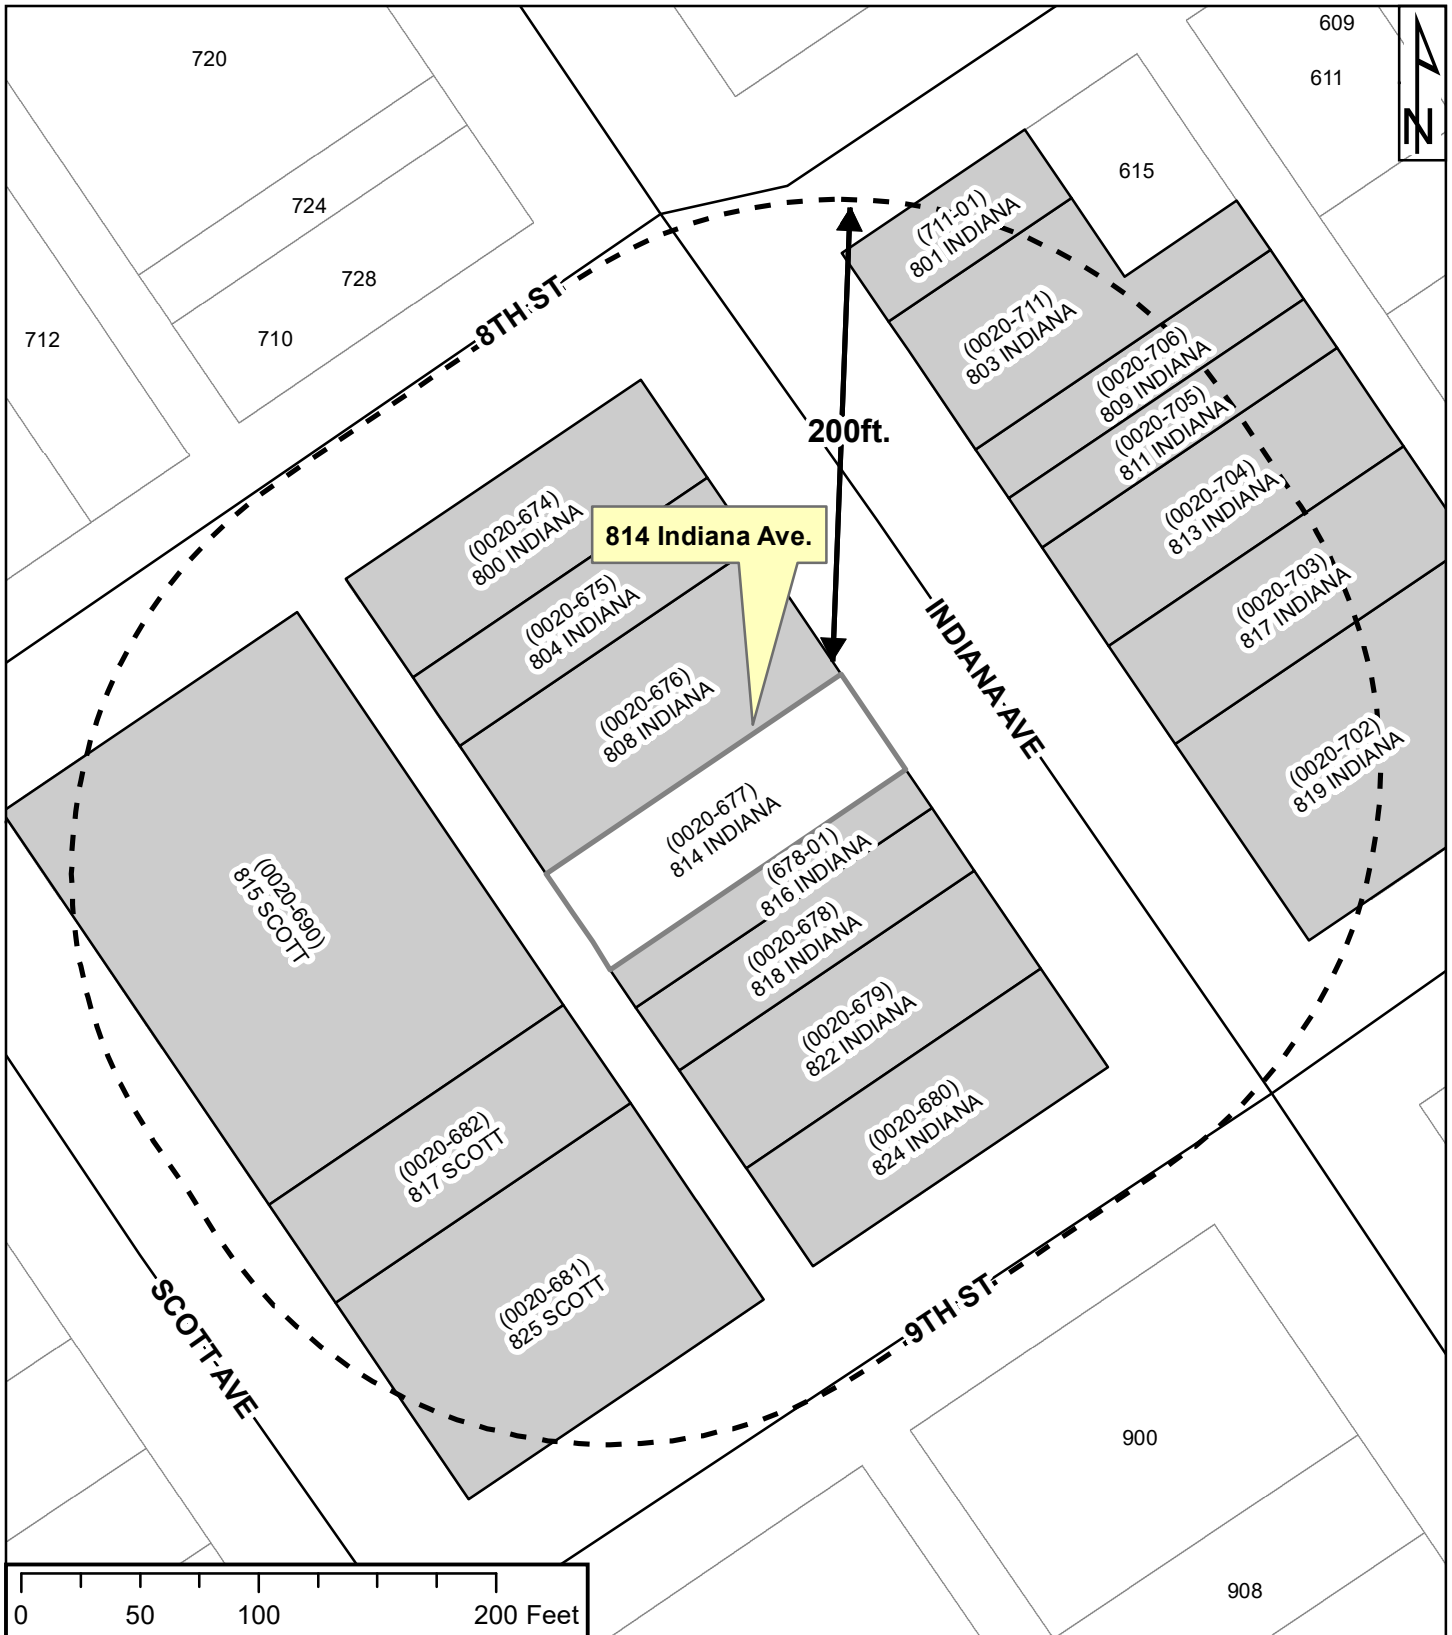 720
609
611
N
615
724
(711-01)
801 INDIANA
728
8TH ST
712
710
(0020-711)
803 INDIANA
(0020-706)
809 INDIANA
(0020-705)
811 INDIANA
200ft.
(0020-704)
813 INDIANA
(0020-674)
800 INDIANA
814 Indiana Ave.
(0020-675)
804 INDIANA
(0020-703)
817 INDIANA
INDIANA AVE
(0020-676)
808 INDIANA
(0020-702)
819 INDIANA
(0020-677)
814 INDIANA
(678-01)
816 INDIANA
(0020-690)
815 SCOTT
(0020-678)
818 INDIANA
(0020-679)
822 INDIANA
(0020-680)
824 INDIANA
(0020-682)
817 SCOTT
(0020-681)
825 SCOTT
9TH ST
SCOTT AVE
900
908
0 50 100 200 Feet